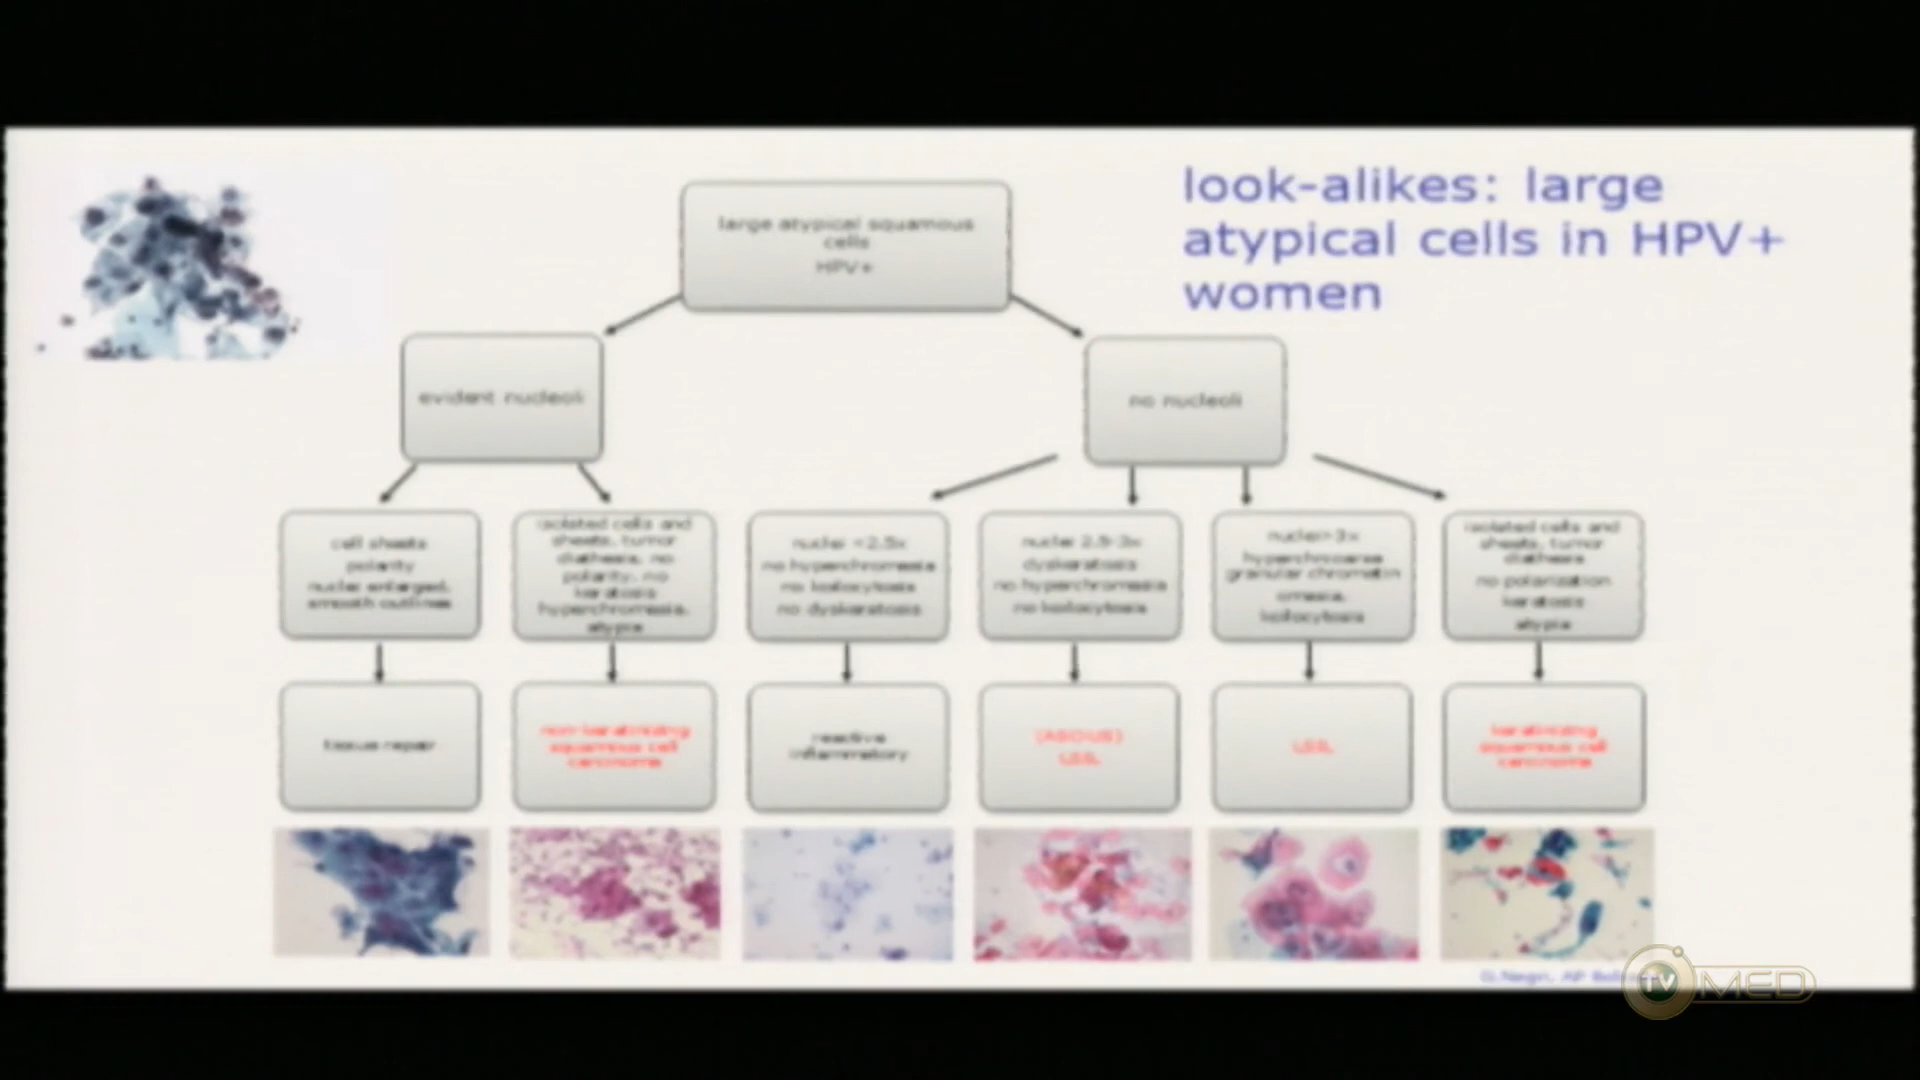 look-alikes: large
atypical cells in HPV+
women
large atypical squamous
cells
HPV+
evident nucleoli
no nucleoli
cell sheets
polarity
nuclei enlarged,
smooth outlines
isolated cells and
sheets, tumor
diathesis, no
polarity, no
keratosis
hyperchromasia,
atypia
nuclei <2.5x
no hyperchromasia
no koilocytosis
no dyskeratosis
nuclei 2.5-3x
dyskeratosis
no hyperchromasia
no koilocytosis
nuclei>3x
granular chromatin
koilocytosis
isolated cells and
sheets, tumor
diathesis
no polarization
keratosis
atypia
tissue repair
non-keratinizing
squamous cell
carcinoma
reactive
inflammatory
(ASCUS)
LSIL
LSIL
keratinizing
squamous cell
carcinoma
G.Negri, AP
TV MED